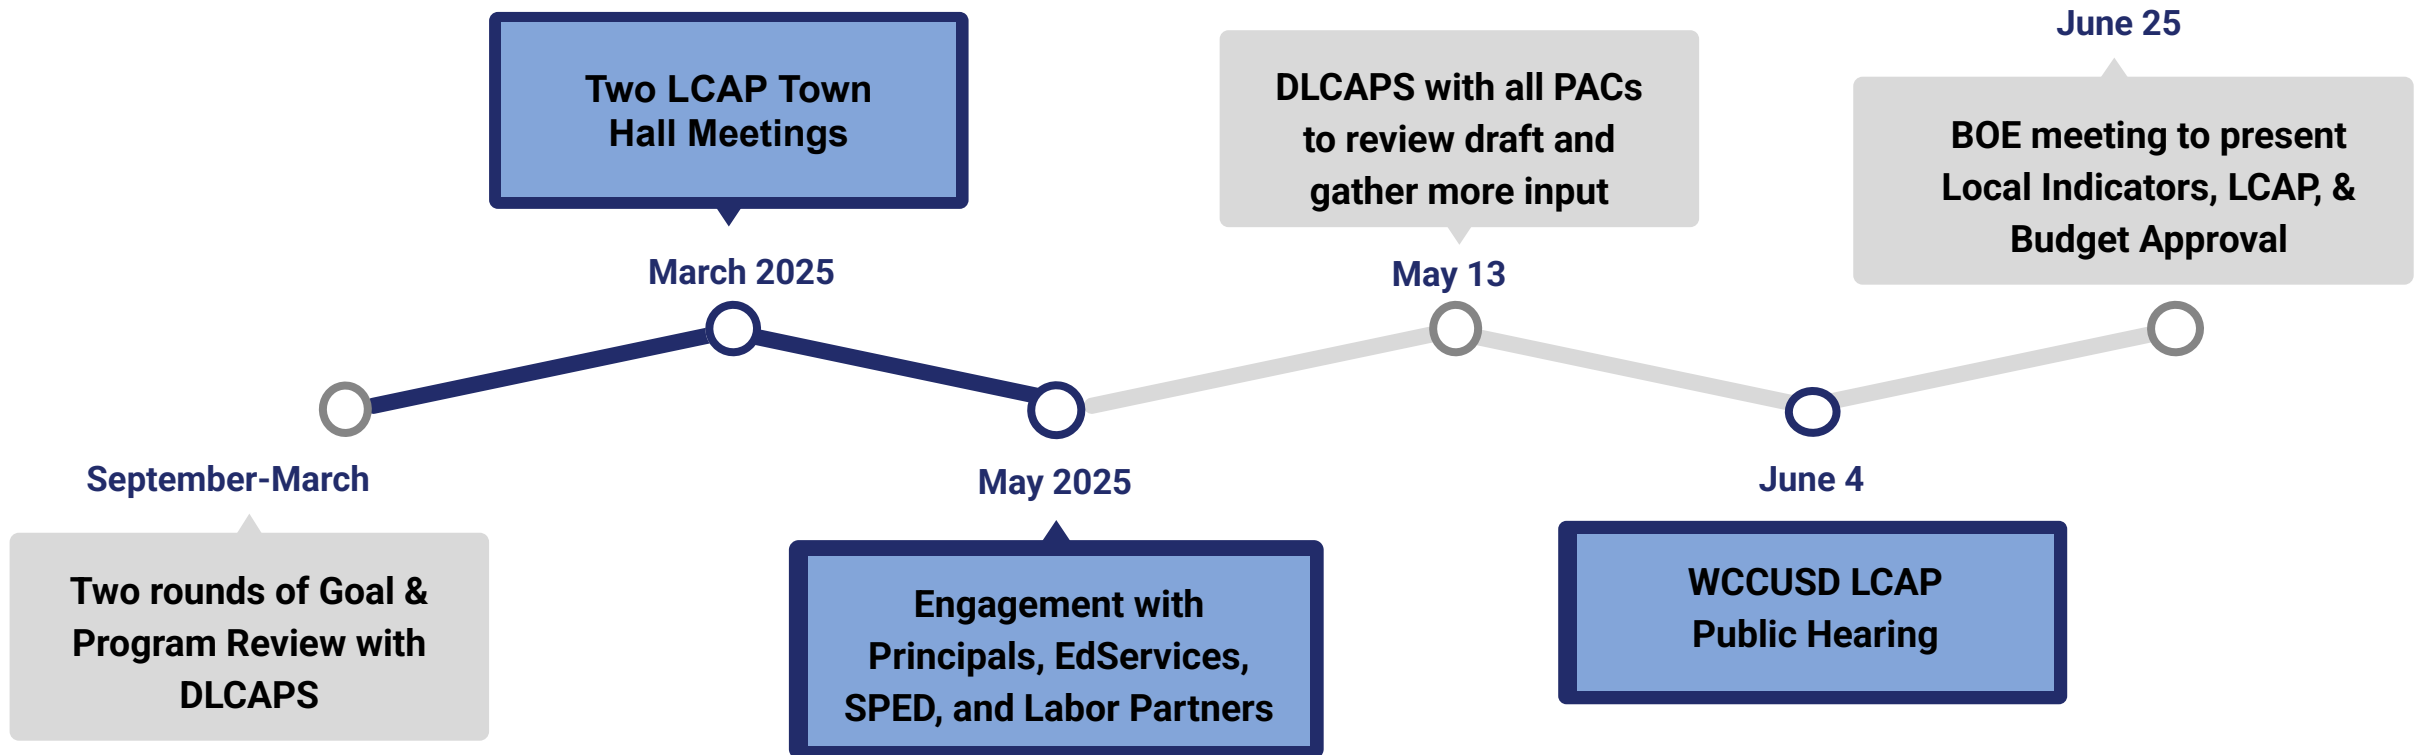 September-March
Two rounds of Goal &
Program Review with
DLCAPS
Two LCAP Town
Hall Meetings
March 2025
May 2025
Engagement with
Principals, EdServices,
SPED, and Labor Partners
DLCAPS with all PACs
to review draft and
gather more input
May 13
June 4
WCCUSD LCAP
Public Hearing
June 25
BOE meeting to present
Local Indicators, LCAP, &
Budget Approval